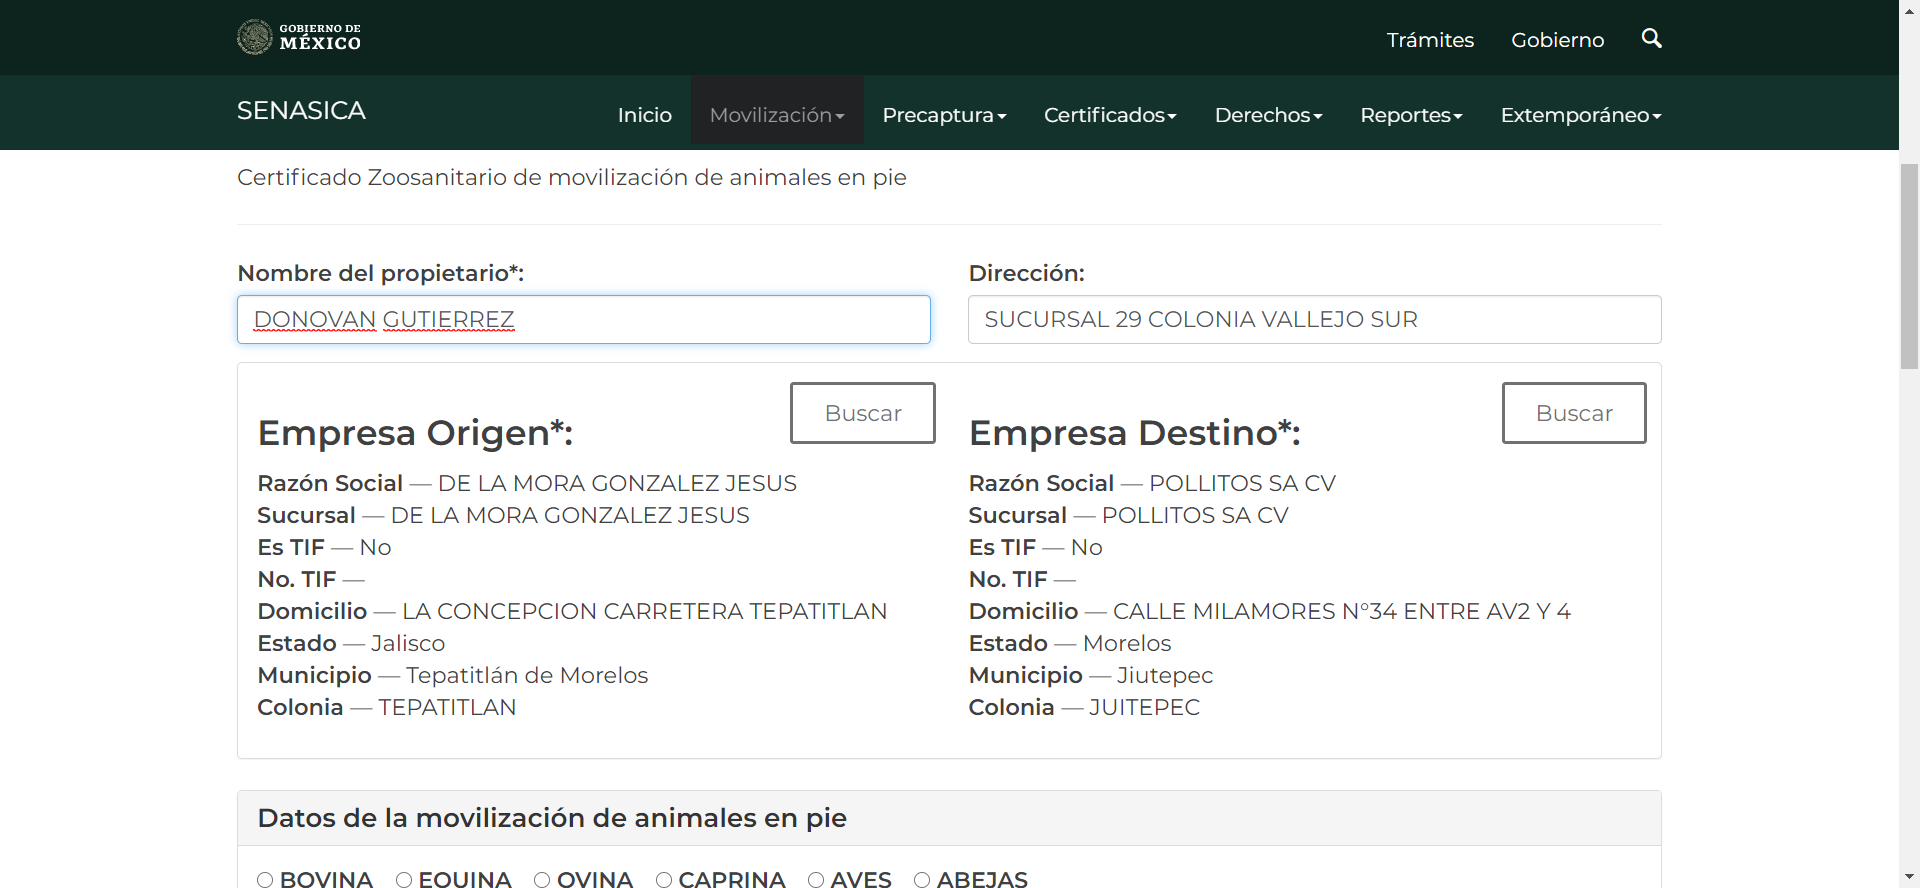 GOBIERNO DE
MÉXICO
Trámites Gobierno
SENASICA
Inicio Movilización Precaptura Certificados Derechos Reportes Extemporáneo
Certificado Zoosanitario de movilización de animales en pie
Nombre del propietario*: Dirección:
DONOVAN GUTIERREZ SUCURSAL 29 COLONIA VALLEJO SUR
Empresa Origen*:
Buscar
Razón Social — DE LA MORA GONZALEZ JESUS
Sucursal — DE LA MORA GONZALEZ JESUS
Es TIF — No
No. TIF —
Domicilio — LA CONCEPCION CARRETERA TEPATITLAN
Estado — Jalisco
Municipio — Tepatitlán de Morelos
Colonia — TEPATITLAN
Empresa Destino*:
Buscar
Razón Social — POLLITOS SA CV
Sucursal — POLLITOS SA CV
Es TIF — No
No. TIF —
Domicilio — CALLE MILAMORES N°34 ENTRE AV2 Y 4
Estado — Morelos
Municipio — Jiutepec
Colonia — JUITEPEC
Datos de la movilización de animales en pie
BOVINA EQUINA OVINA CAPRINA AVES ABEJAS